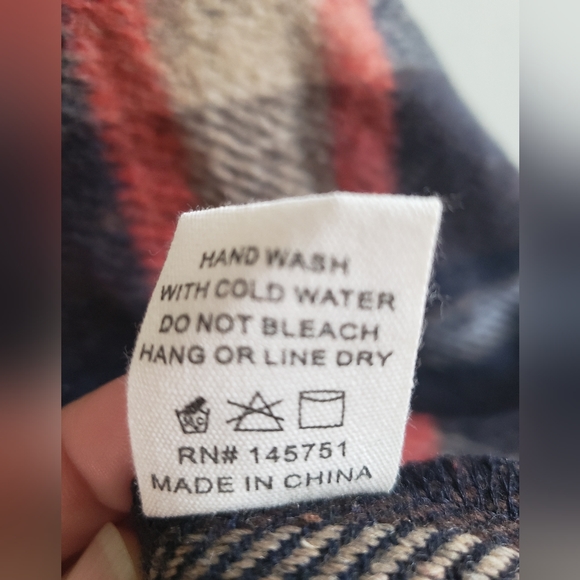 HAND WASH
WITH COLD WATER
DO NOT BLEACH
HANG OR LINE DRY
RN# 145751
MADE IN CHINA